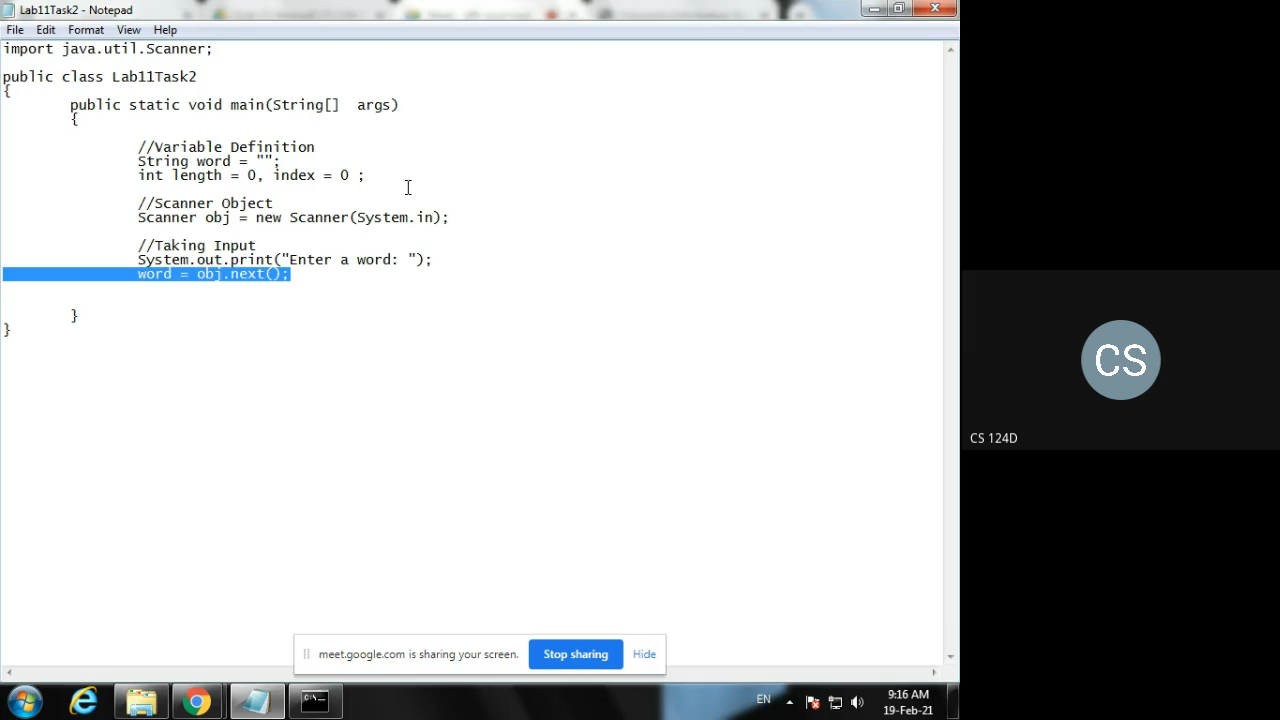 Lab11Task2 - Notepad
File Edit Format View Help
import java.util.Scanner;
public class Lab11Task2
{
public static void main(String[]  args)
{
//Variable Definition
String word = "";
int length = 0, index = 0 ;
//Scanner Object
Scanner obj = new Scanner(System.in);
//Taking Input
System.out.print("Enter a word: ");
word = obj.next();
}
}
CS
CS 124D
meet.google.com is sharing your screen. Stop sharing Hide
EN
9:16 AM
19-Feb-21